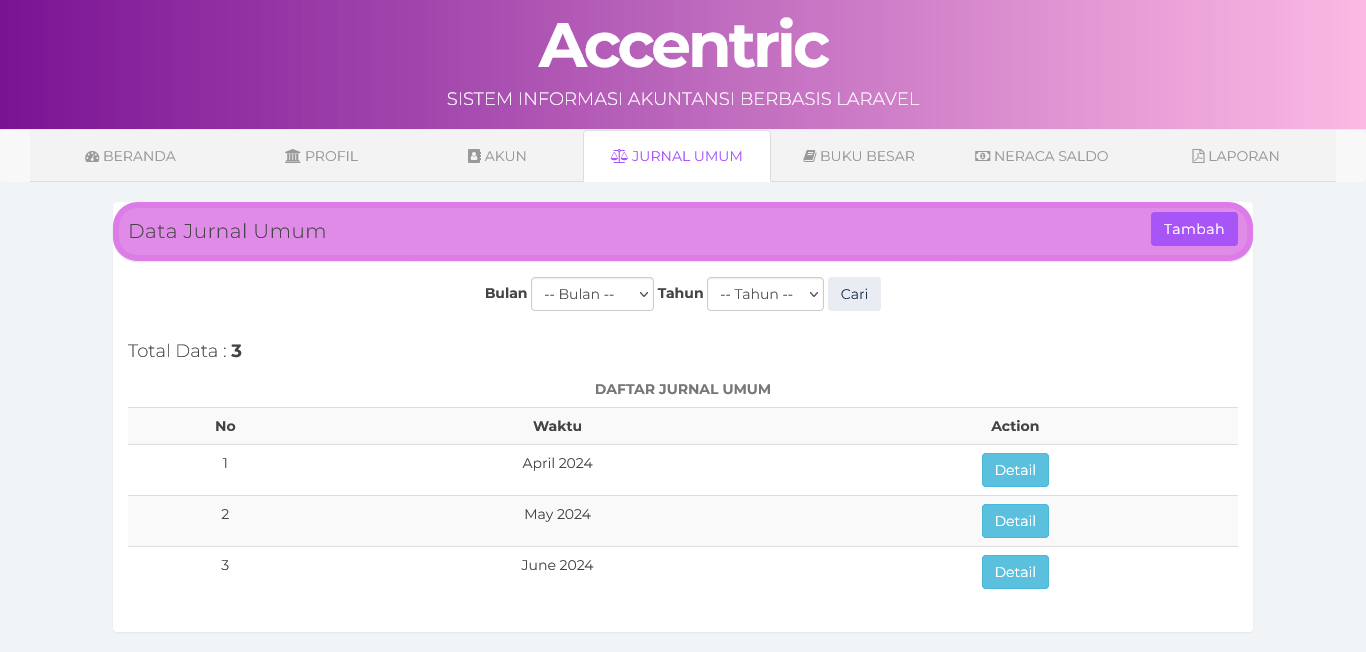 Accentric
SISTEM INFORMASI AKUNTANSI BERBASIS LARAVEL
BERANDA PROFIL AKUN JURNAL UMUM BUKU BESAR NERACA SALDO LAPORAN
Data Jurnal Umum Tambah
Bulan -- Bulan -- Tahun -- Tahun -- Cari
Total Data : 3
DAFTAR JURNAL UMUM
No Waktu Action
1 April 2024 Detail
2 May 2024 Detail
3 June 2024 Detail